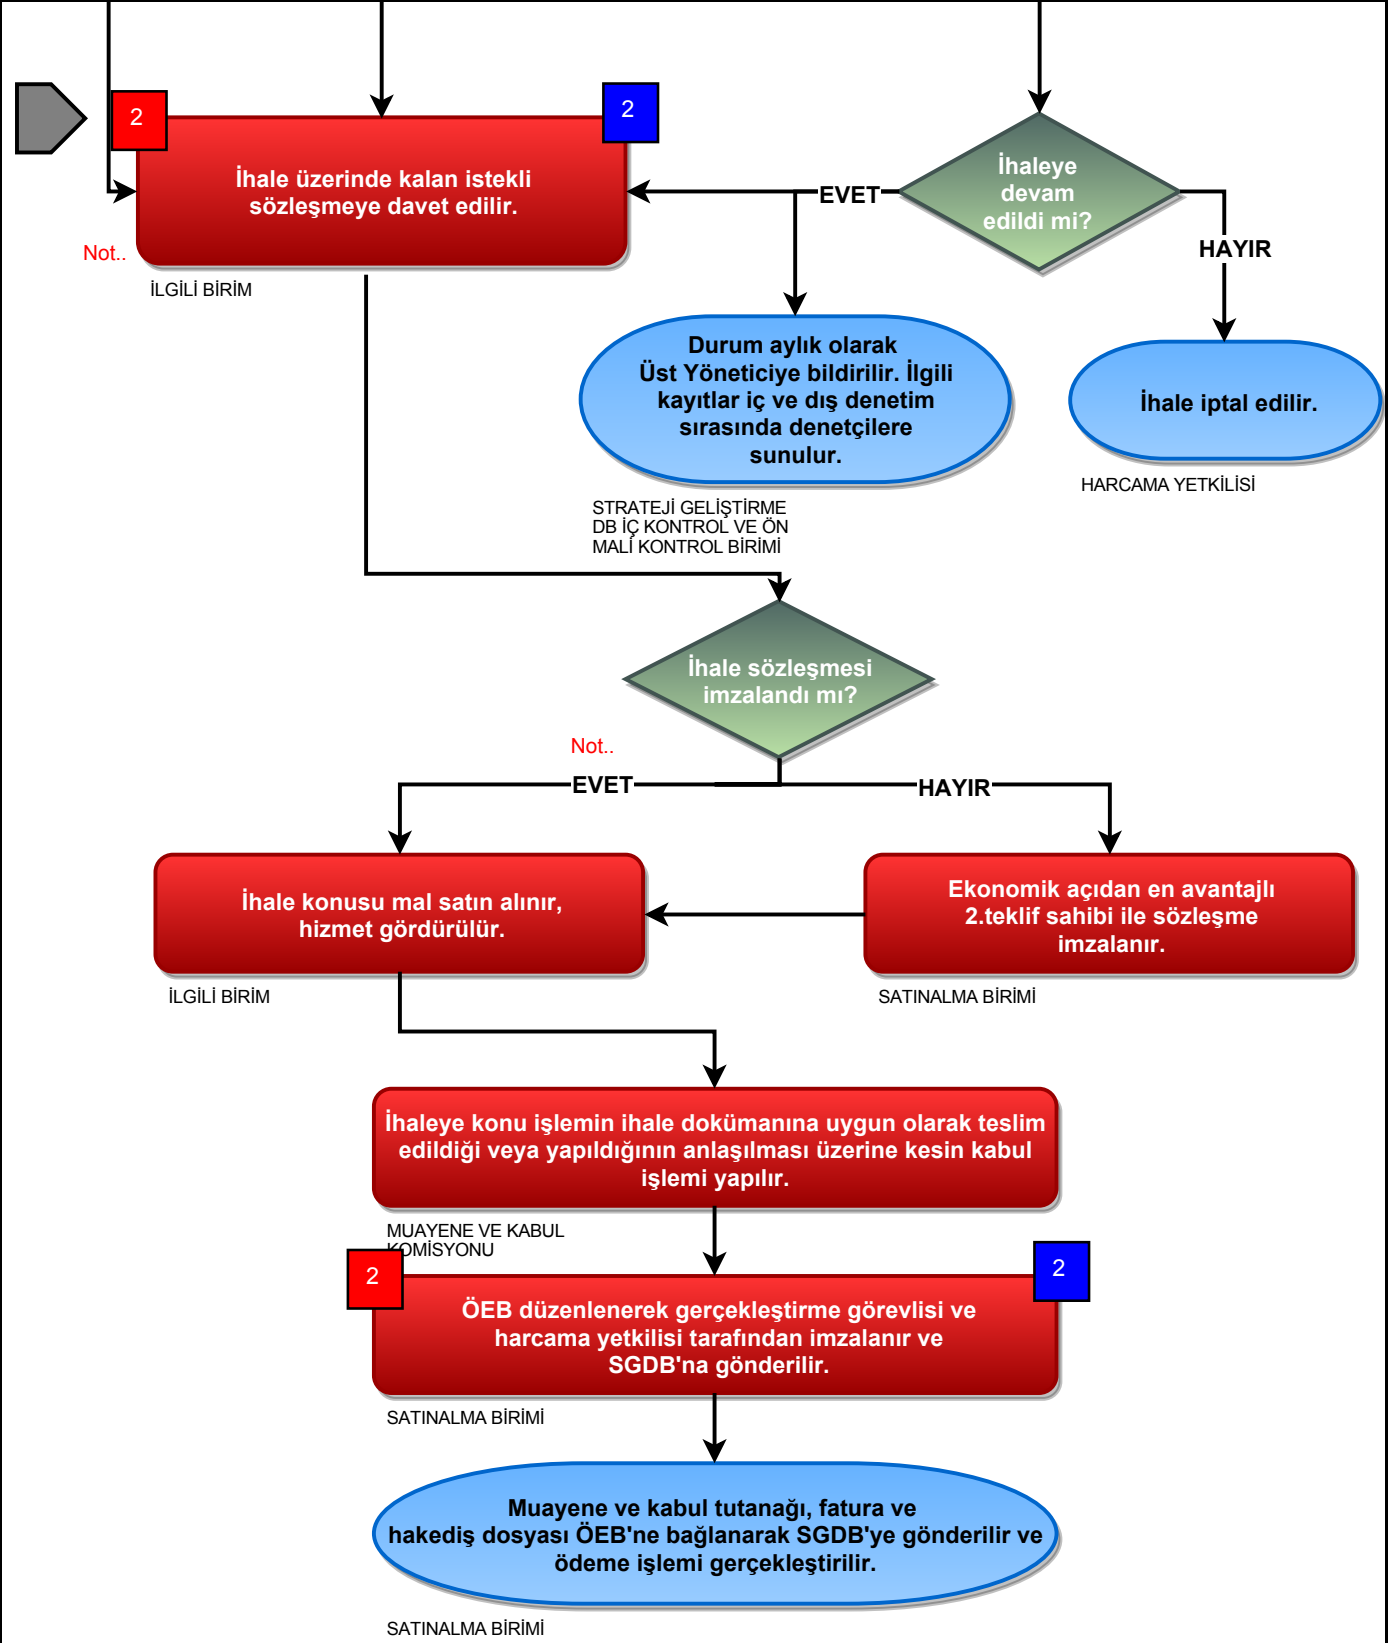 2
2
İhale üzerinde kalan istekli
sözleşmeye davet edilir.
Not..
İLGİLİ BİRİM
EVET
İhaleye
devam
edildi mi?
HAYIR
Durum aylık olarak
Üst Yöneticiye bildirilir. İlgili
kayıtlar iç ve dış denetim
sırasında denetçilere
sunulur.
İhale iptal edilir.
HARCAMA YETKİLİSİ
STRATEJİ GELİŞTİRME
DB İÇ KONTROL VE ÖN
MALİ KONTROL BİRİMİ
İhale sözleşmesi
imzalandı mı?
Not..
EVET
HAYIR
İhale konusu mal satın alınır,
hizmet gördürülür.
İLGİLİ BİRİM
Ekonomik açıdan en avantajlı
2.teklif sahibi ile sözleşme
imzalanır.
SATINALMA BİRİMİ
İhaleye konu işlemin ihale dokümanına uygun olarak teslim
edildiği veya yapıldığının anlaşılması üzerine kesin kabul
işlemi yapılır.
MUAYENE VE KABUL
KOMİSYONU
2
2
ÖEB düzenlenerek gerçekleştirme görevlisi ve
harcama yetkilisi tarafından imzalanır ve
SGDB'na gönderilir.
SATINALMA BİRİMİ
Muayene ve kabul tutanağı, fatura ve
hakediş dosyası ÖEB'ne bağlanarak SGDB'ye gönderilir ve
ödeme işlemi gerçekleştirilir.
SATINALMA BİRİMİ